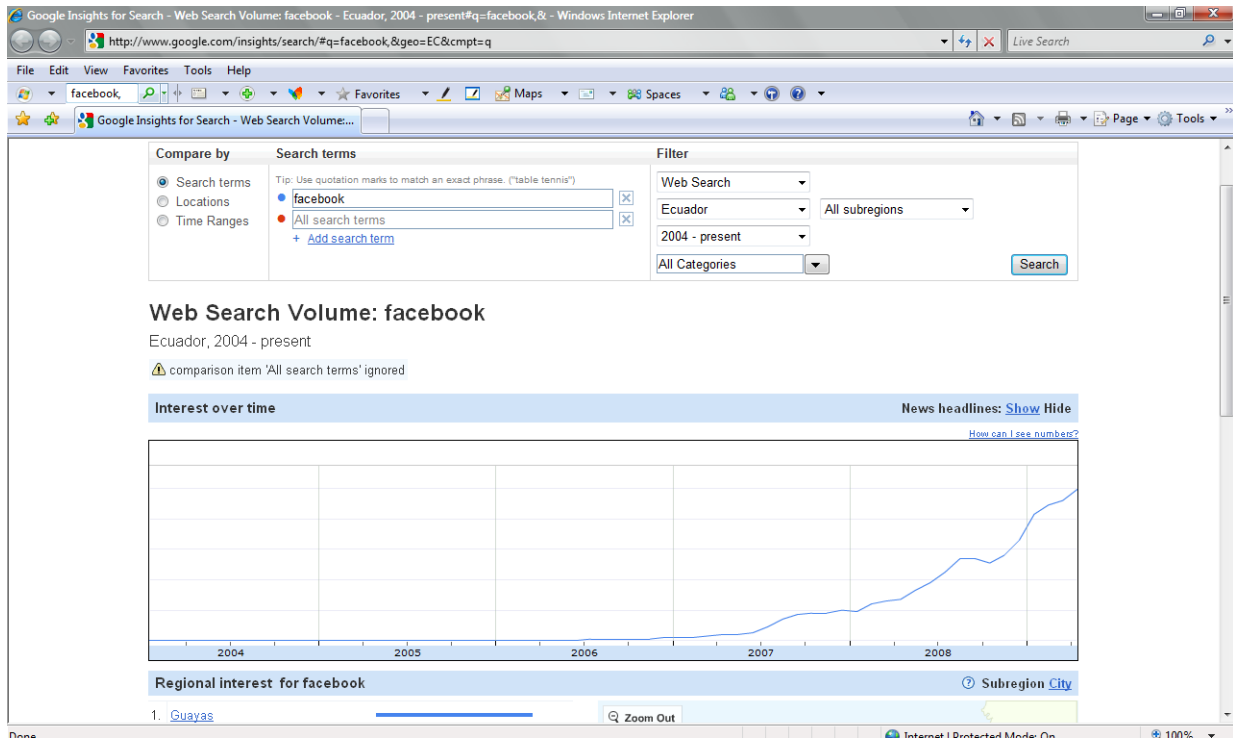 Google Insights for Search - Web Search Volume: facebook - Ecuador, 2004 - present#q=facebook,& - Windows Internet Explorer
http://www.google.com/insights/search/#q=facebook,&geo=EC&cmpt=q
Live Search
File Edit View Favorites Tools Help
facebook, Favorites Maps Spaces
Google Insights for Search - Web Search Volume:... Page Tools
Compare by Search terms Filter
Search terms
Locations
Time Ranges
Tip: Use quotation marks to match an exact phrase. ("table tennis")
facebook
All search terms
+ Add search term
Web Search
Ecuador All subregions
2004 - present
All Categories Search
Web Search Volume: facebook
Ecuador, 2004 - present
comparison item 'All search terms' ignored
Interest over time News headlines: Show Hide
How can I see numbers?
2004 2005 2006 2007 2008
Regional interest for facebook Subregion City
1. Guayas Zoom Out
Done Internet | Protected Mode: On 100%